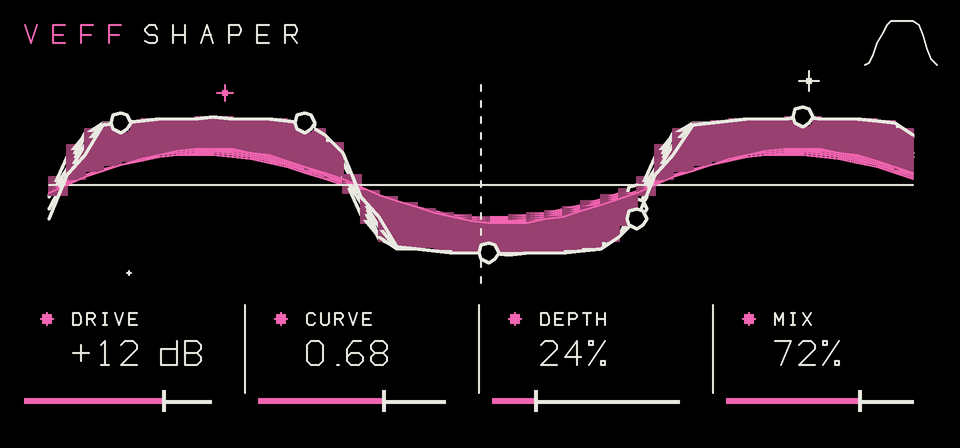 VEFF SHAPER
DRIVE
+12 dB
CURVE
0.68
DEPTH
24%
MIX
72%